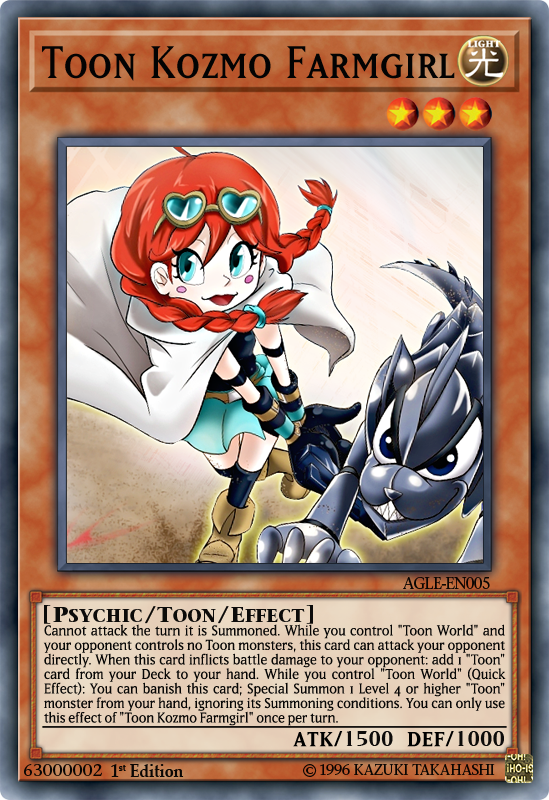 Toon Kozmo Farmgirl
LIGHT
光
AGLE-EN005
[Psychic/Toon/Effect]
Cannot attack the turn it is Summoned. While you control "Toon World" and
your opponent controls no Toon monsters, this card can attack your opponent
directly. When this card inflicts battle damage to your opponent: add 1 "Toon"
card from your Deck to your hand. While you control "Toon World" (Quick
Effect): You can banish this card; Special Summon 1 Level 4 or higher "Toon"
monster from your hand, ignoring its Summoning conditions. You can only use
this effect of "Toon Kozmo Farmgirl" once per turn.
ATK/1500 DEF/1000
63000002 1st Edition © 1996 KAZUKI TAKAHASHI